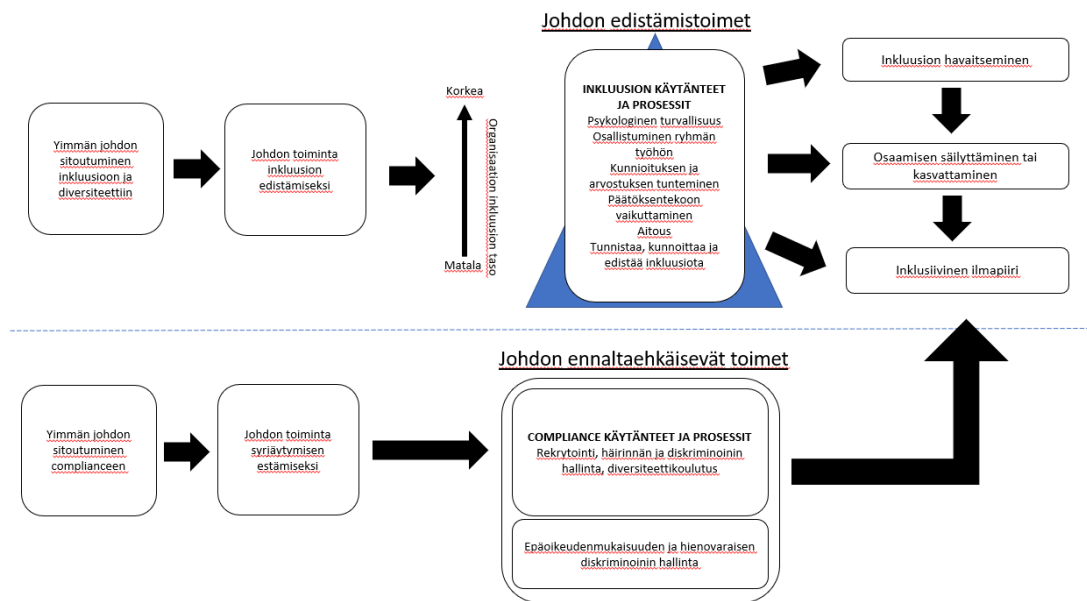 Johdon edistämistoimet
Yimmän johdon
sitoutuminen
inkluusioon ja
diversiteettiin
Johdon toiminta
inkluusion
edistämiseksi
Korkea
Organisaation inkluusion taso
Matala
INKLUUSION KÄYTÄNTEET
JA PROSESSIT
Psykologinen turvallisuus
Osallistuminen ryhmän
työhön
Kunnioituksen ja
arvostuksen tunteminen
Päätöksentekoon
vaikuttaminen
Aitous
Tunnistaa, kunnoittaa ja
edistää inkluusiota
Inkluusion havaitseminen
Osaamisen säilyttäminen tai
kasvattaminen
Inklusiivinen ilmapiiri
Johdon ennaltaehkäisevät toimet
Yimmän johdon
sitoutuminen
complianceen
Johdon toiminta
syrjäytymisen
estämiseksi
COMPLIANCE KÄYTÄNTEET JA PROSESSIT
Rekrytointi, häirinnän ja diskriminoinin
hallinta, diversiteettikoulutus
Epäoikeudenmukaisuuden ja hienovaraisen
diskriminoinin hallinta